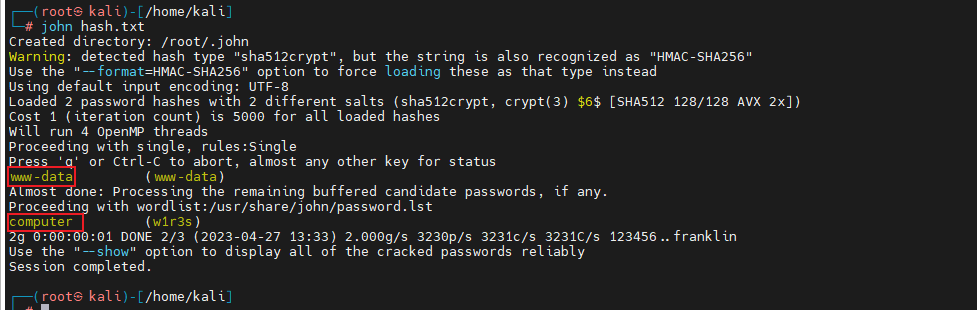 ┌──(root㉿kali)-[/home/kali]
└─# john hash.txt
Created directory: /root/.john
Warning: detected hash type "sha512crypt", but the string is also recognized as "HMAC-SHA256"
Use the "--format=HMAC-SHA256" option to force loading these as that type instead
Using default input encoding: UTF-8
Loaded 2 password hashes with 2 different salts (sha512crypt, crypt(3) $6$ [SHA512 128/128 AVX 2x])
Cost 1 (iteration count) is 5000 for all loaded hashes
Will run 4 OpenMP threads
Proceeding with single, rules:Single
Press 'q' or Ctrl-C to abort, almost any other key for status
www-data         (www-data)
Almost done: Processing the remaining buffered candidate passwords, if any.
Proceeding with wordlist:/usr/share/john/password.lst
computer         (w1r3s)
2g 0:00:00:01 DONE 2/3 (2023-04-27 13:33) 2.000g/s 3230p/s 3231c/s 3231C/s 123456..franklin
Use the "--show" option to display all of the cracked passwords reliably
Session completed.
┌──(root㉿kali)-[/home/kali]
└─#